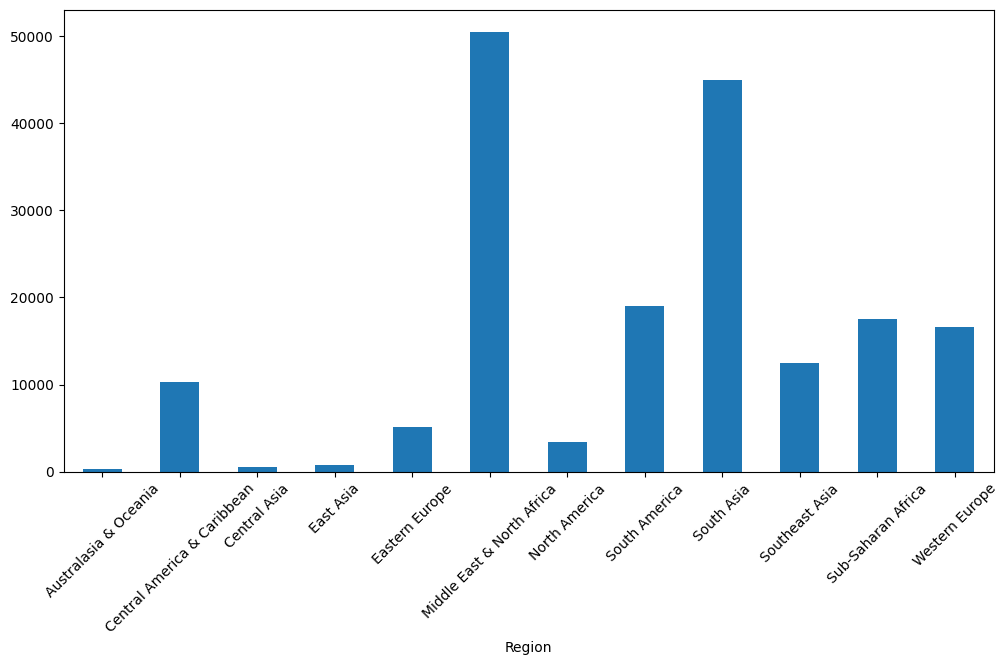 50000
40000
30000
20000
10000
0
Australasia & Oceania
Central America & Caribbean
Central Asia
East Asia
Eastern Europe
Middle East & North Africa
North America
South America
South Asia
Southeast Asia
Sub-Saharan Africa
Western Europe
Region